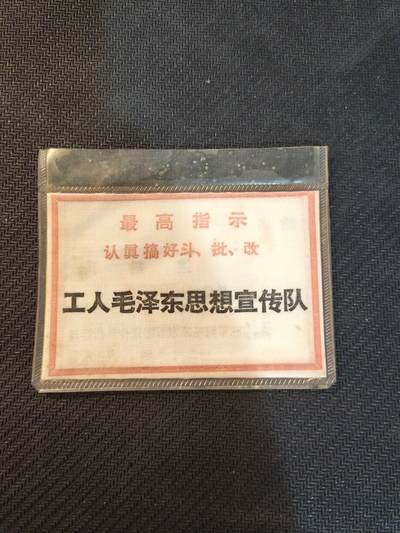 最高指示
认真搞好斗、批、改
工人毛泽东思想宣传队